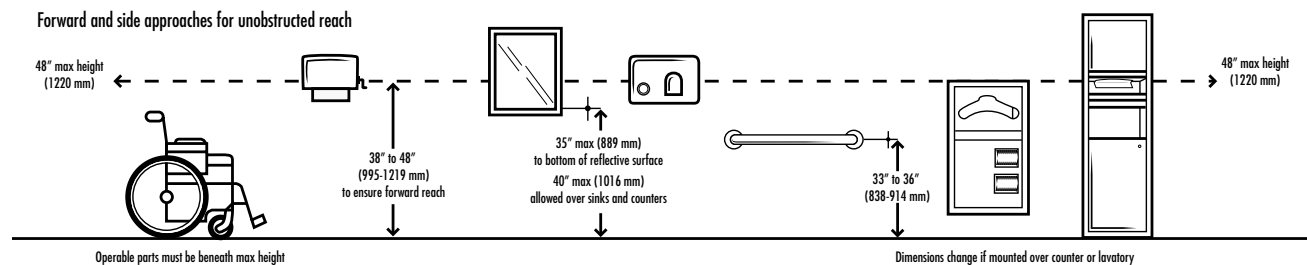 Forward and side approaches for unobstructed reach
48" max height
(1220 mm)
38" to 48"
(995-1219 mm)
to ensure forward reach
35" max (889 mm)
to bottom of reflective surface
40" max (1016 mm)
allowed over sinks and counters
33" to 36"
(838-914 mm)
48" max height
(1220 mm)
Operable parts must be beneath max height
Dimensions change if mounted over counter or lavatory